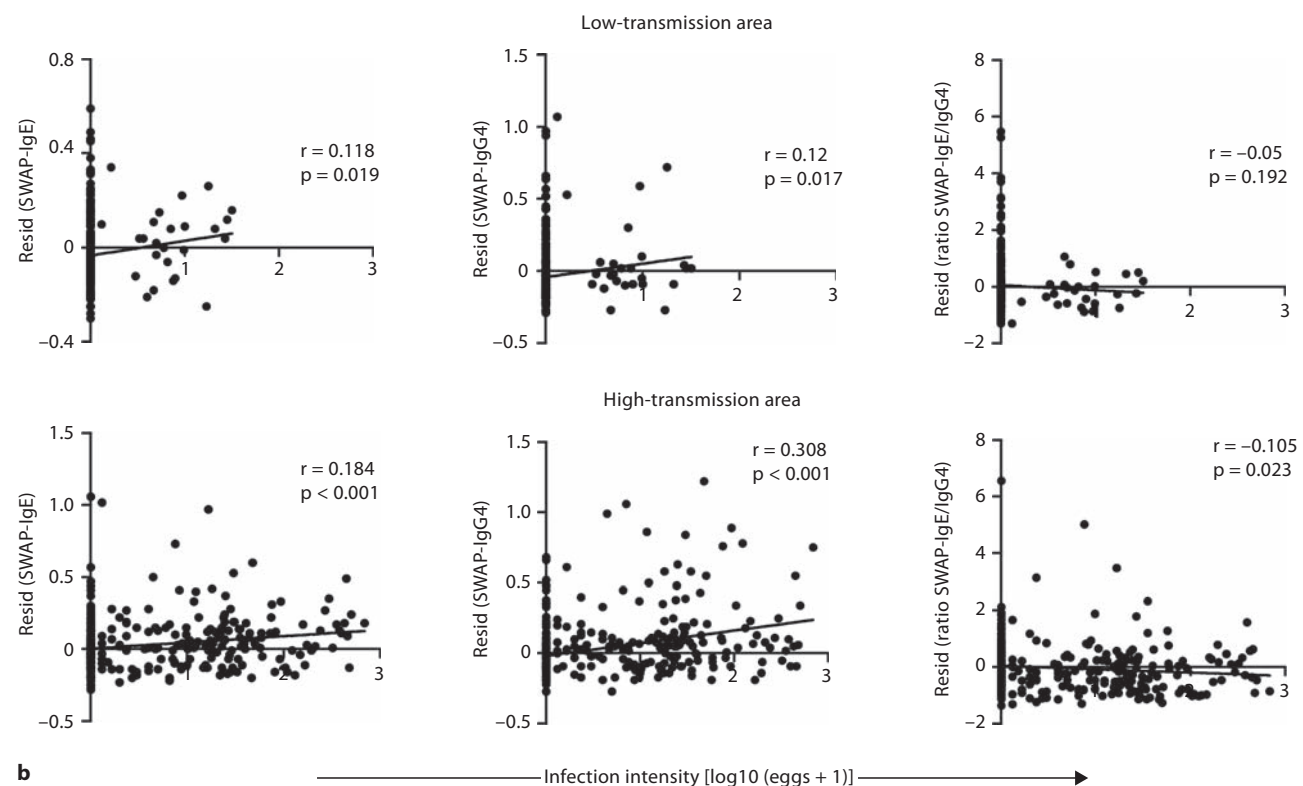 Low-transmission area
Resid (SWAP-IgE)
0.8
0.4
0
–0.4
1
2
3
r = 0.118
p = 0.019
Resid (SWAP-IgG4)
1.5
1.0
0.5
0
–0.5
1
2
3
r = 0.12
p = 0.017
Resid (ratio SWAP-IgE/IgG4)
8
6
4
2
0
–2
2
3
r = –0.05
p = 0.192
High-transmission area
Resid (SWAP-IgE)
1.5
1.0
0.5
0
–0.5
1
2
3
r = 0.184
p < 0.001
Resid (SWAP-IgG4)
1.5
1.0
0.5
0
–0.5
2
3
r = 0.308
p < 0.001
Resid (ratio SWAP-IgE/IgG4)
8
6
4
2
0
–2
3
r = –0.105
p = 0.023
b
Infection intensity [log10 (eggs + 1)]